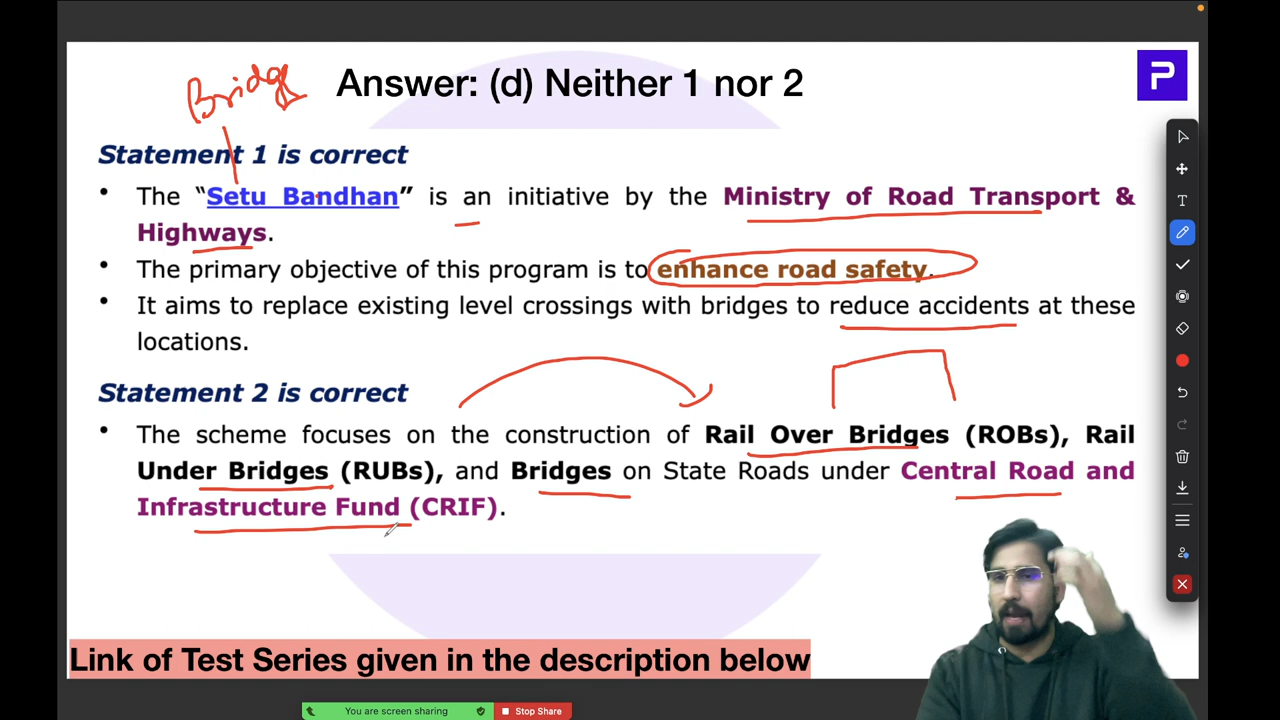 Bridge
Answer: (d) Neither 1 nor 2
P
Statement 1 is correct
• The “Setu Bandhan” is an initiative by the Ministry of Road Transport &
Highways.
• The primary objective of this program is to enhance road safety.
• It aims to replace existing level crossings with bridges to reduce accidents at these
locations.
Statement 2 is correct
• The scheme focuses on the construction of Rail Over Bridges (ROBs), Rail
Under Bridges (RUBs), and Bridges on State Roads under Central Road and
Infrastructure Fund (CRIF).
Link of Test Series given in the description below
You are screen sharing
Stop Share